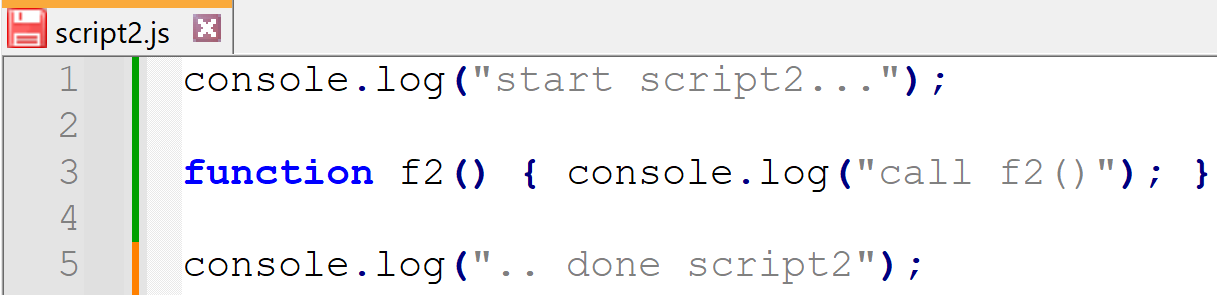 script2.js
1 console.log("start script2...");
2
3 function f2() { console.log("call f2()"); }
4
5 console.log(".. done script2");